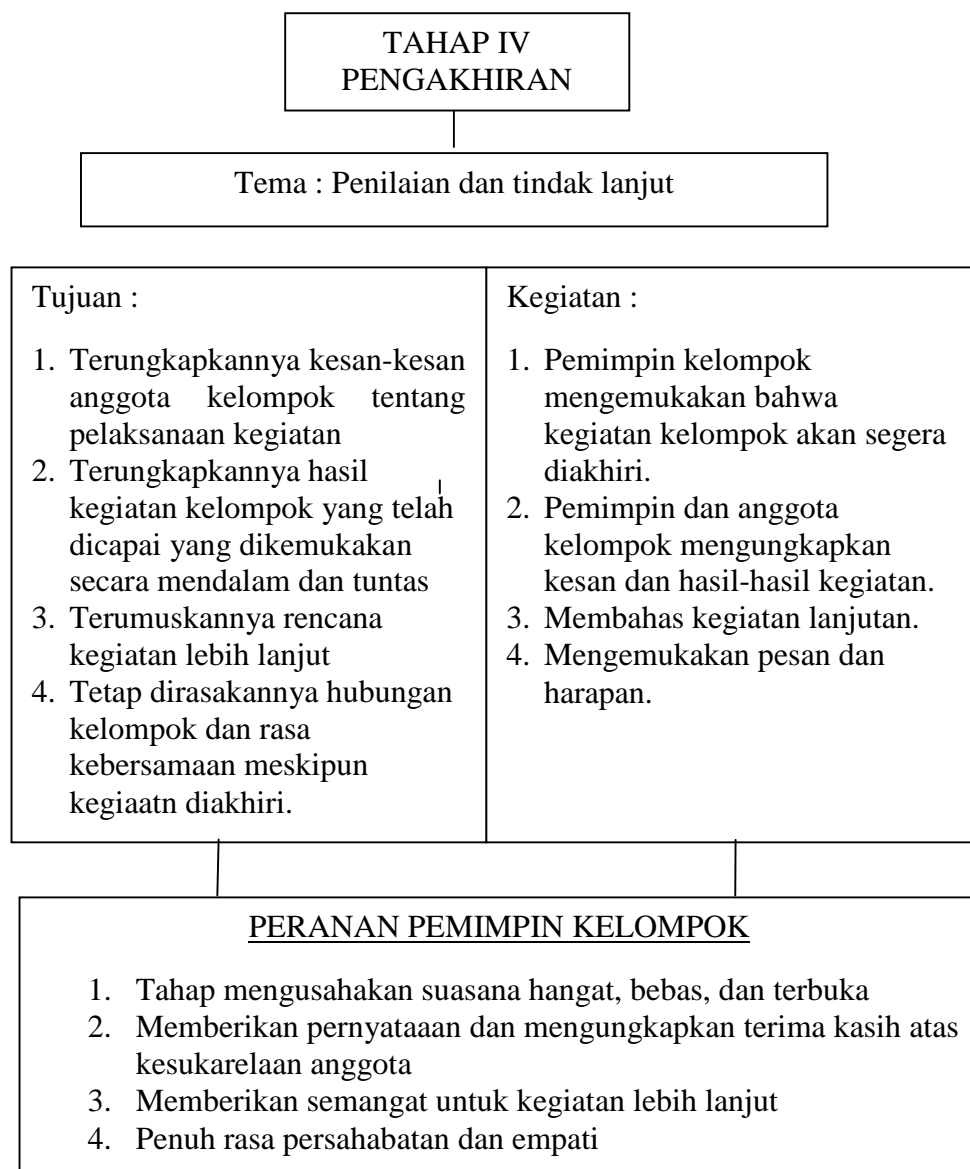 TAHAP IV
PENGAKHIRAN
Tema : Penilaian dan tindak lanjut
Tujuan :
1. Terungkapkannya kesan-kesan
anggota kelompok tentang
pelaksanaan kegiatan
2. Terungkapkannya hasil
kegiatan kelompok yang telah
dicapai yang dikemukakan
secara mendalam dan tuntas
3. Terumuskannya rencana
kegiatan lebih lanjut
4. Tetap dirasakannya hubungan
kelompok dan rasa
kebersamaan meskipun
kegiaatn diakhiri.
Kegiatan :
1. Pemimpin kelompok
mengemukakan bahwa
kegiatan kelompok akan segera
diakhiri.
2. Pemimpin dan anggota
kelompok mengungkapkan
kesan dan hasil-hasil kegiatan.
3. Membahas kegiatan lanjutan.
4. Mengemukakan pesan dan
harapan.
PERANAN PEMIMPIN KELOMPOK
1. Tahap mengusahakan suasana hangat, bebas, dan terbuka
2. Memberikan pernyataaan dan mengungkapkan terima kasih atas
kesukarelaan anggota
3. Memberikan semangat untuk kegiatan lebih lanjut
4. Penuh rasa persahabatan dan empati